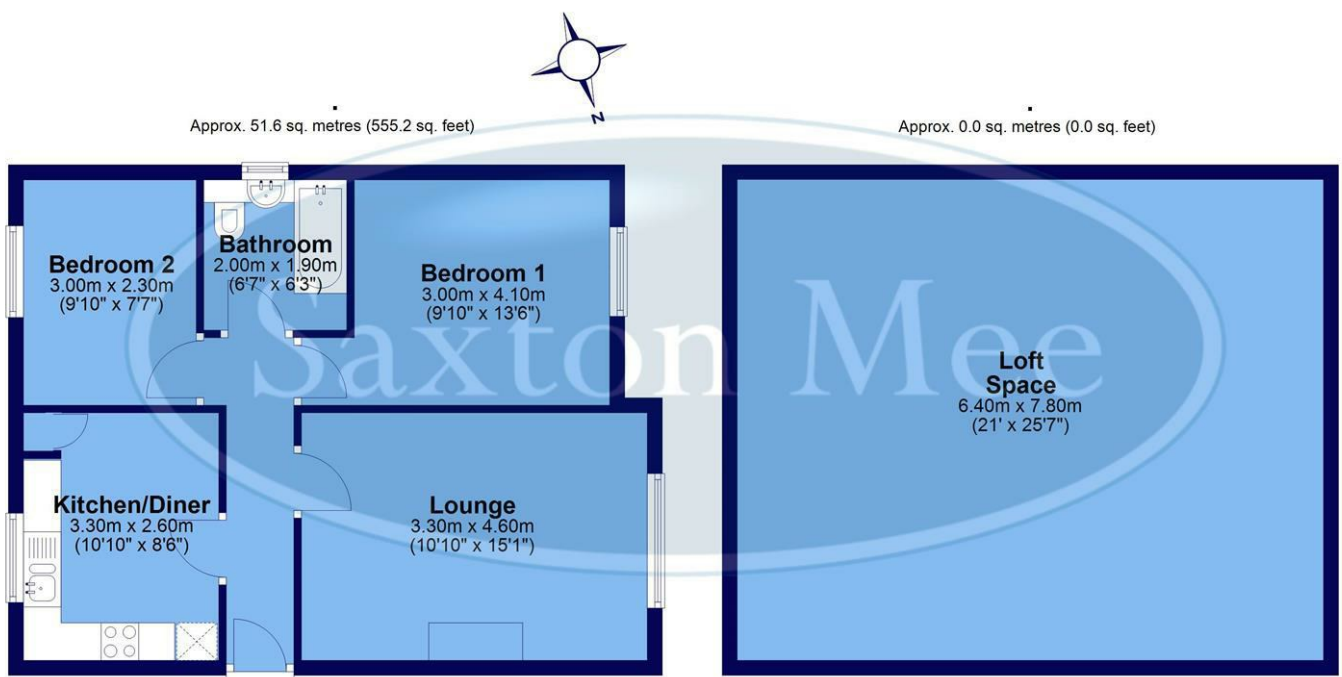 N
Approx. 51.6 sq. metres (555.2 sq. feet)
Approx. 0.0 sq. metres (0.0 sq. feet)
Bedroom 2
3.00m x 2.30m
(9'10" x 7'7")
Bathroom
2.00m x 1.90m
(6'7" x 6'3")
Bedroom 1
3.00m x 4.10m
(9'10" x 13'6")
Saxton Mee
Loft
Space
6.40m x 7.80m
(21' x 25'7")
Kitchen/Diner
3.30m x 2.60m
(10'10" x 8'6")
Lounge
3.30m x 4.60m
(10'10" x 15'1")